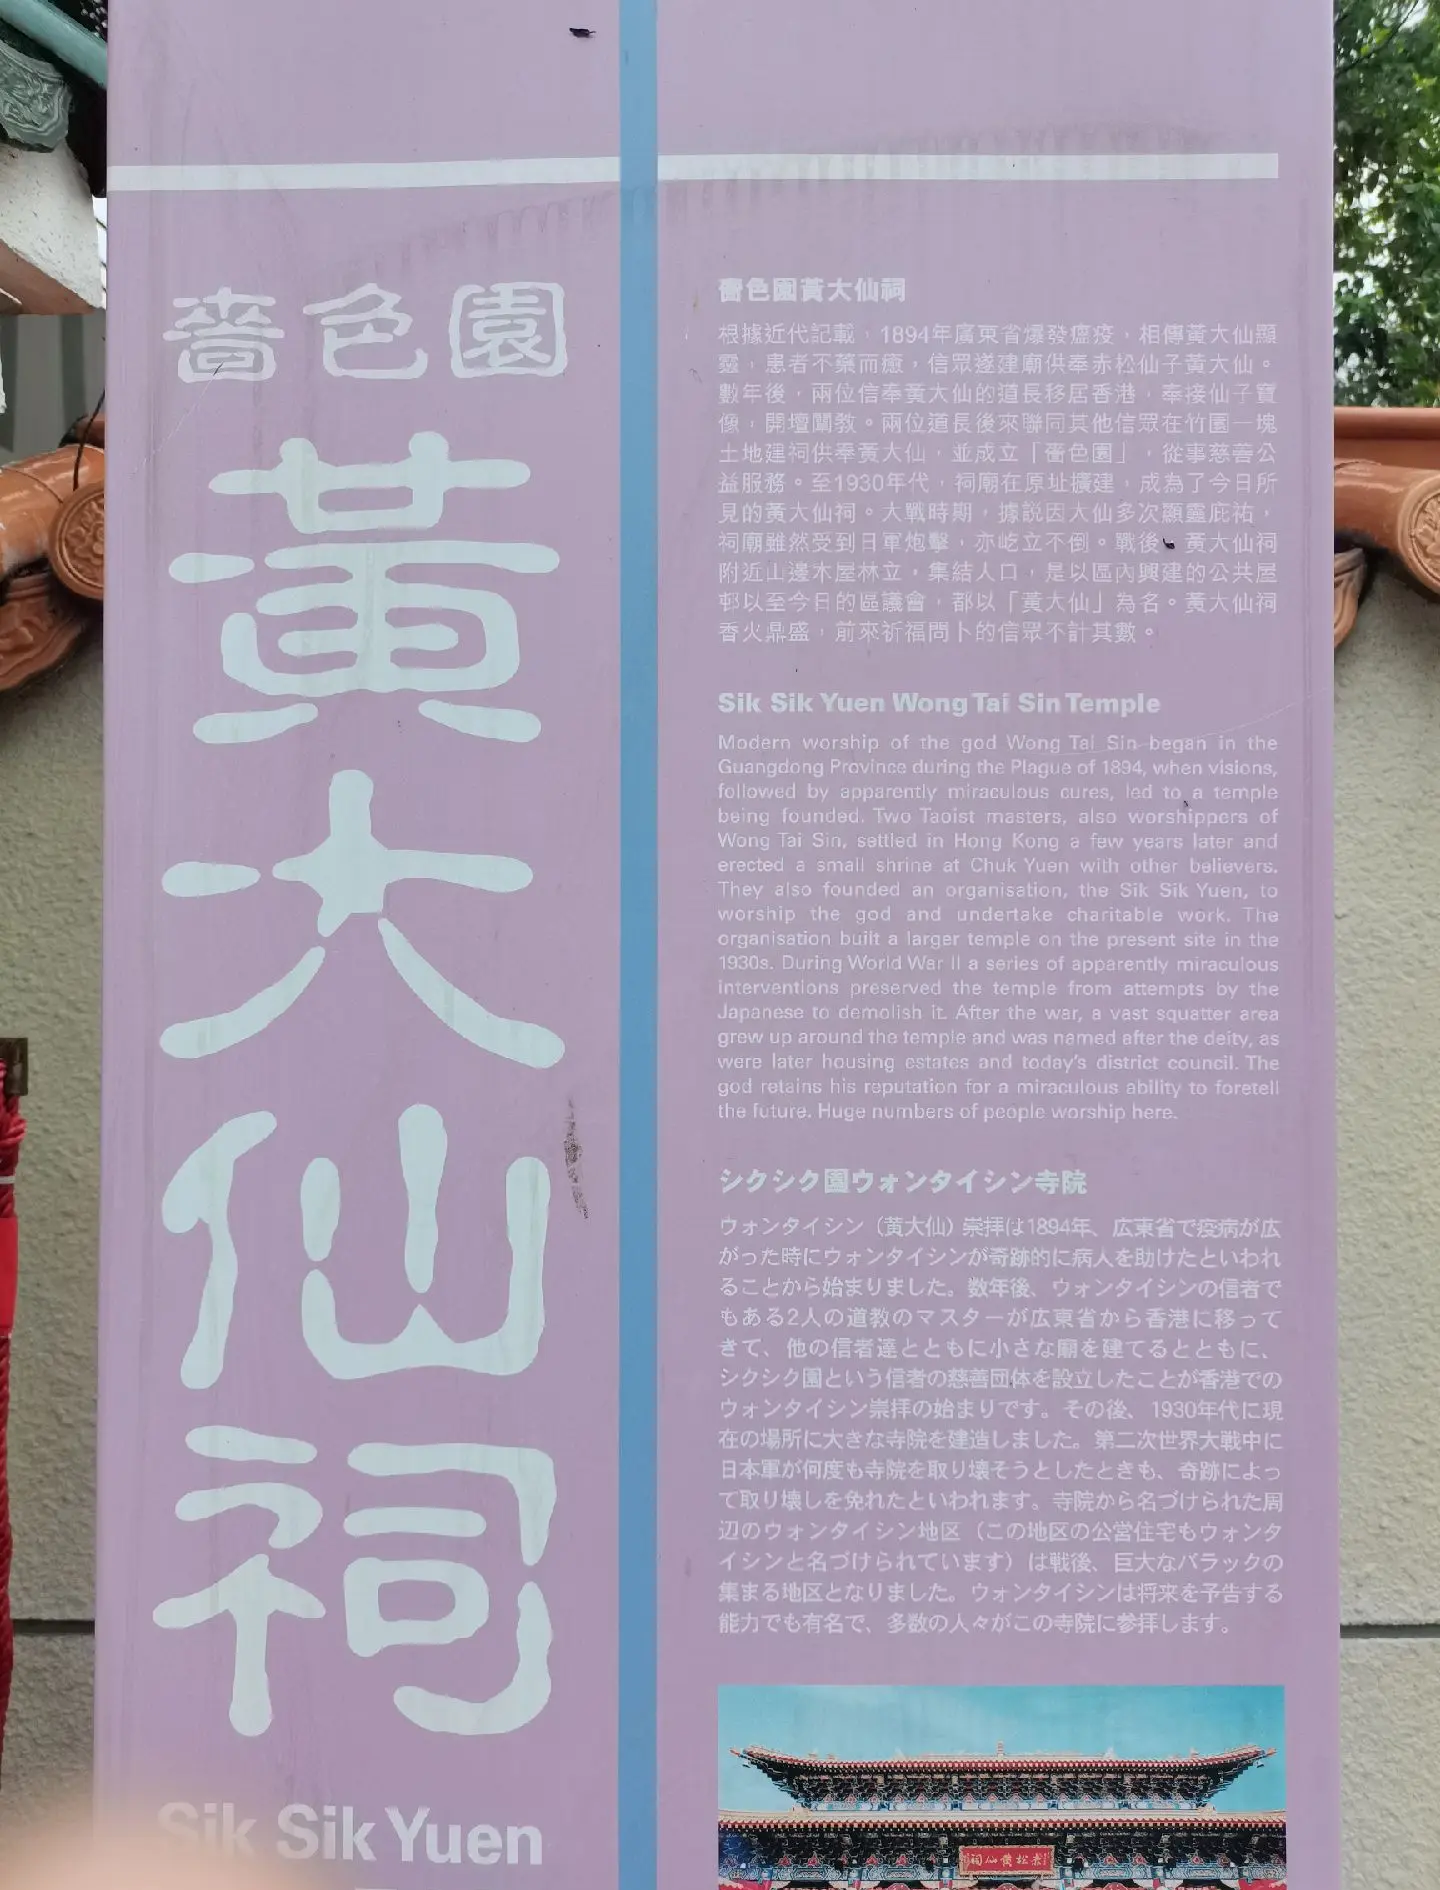 嗇色園
黃大仙祠
Sik Sik Yuen
嗇色園黃大仙祠
根據近代記載，1894年廣東省爆發瘟疫，相傳黃大仙顯
靈，患者不藥而癒，信眾遂建廟供奉赤松仙子黃大仙。
數年後，兩位信奉黃大仙的道長移居香港，奉接仙子寶
像，開壇闡教。兩位道長後來聯同其他信眾在竹園一塊
土地建祠供奉黃大仙，並成立「嗇色園」，從事慈善公
益服務。至1930年代，祠廟在原址擴建，成為了今日所
見的黃大仙祠。大戰時期，據說因大仙多次顯靈庇祐，
祠廟雖然受到日軍炮擊，亦屹立不倒。戰後，黃大仙祠
附近山邊木屋林立，集結人口，是以區內興建的公共屋
邨以至今日的區議會，都以「黃大仙」為名。黃大仙祠
香火鼎盛，前來祈福問卜的信眾不計其數。
Sik Sik Yuen Wong Tai Sin Temple
Modern worship of the god Wong Tai Sin began in the
Guangdong Province during the Plague of 1894, when visions,
followed by apparently miraculous cures, led to a temple
being founded. Two Taoist masters, also worshippers of
Wong Tai Sin, settled in Hong Kong a few years later and
erected a small shrine at Chuk Yuen with other believers.
They also founded an organisation, the Sik Sik Yuen, to
worship the god and undertake charitable work. The
organisation built a larger temple on the present site in the
1930s. During World War II a series of apparently miraculous
interventions preserved the temple from attempts by the
Japanese to demolish it. After the war, a vast squatter area
grew up around the temple and was named after the deity, as
were later housing estates and today's district council. The
god retains his reputation for a miraculous ability to foretell
the future. Huge numbers of people worship here.
シクシク園ウォンタイシン寺院
ウォンタイシン（黄大仙）崇拝は1894年、広東省で疫病が広
がった時にウォンタイシンが奇跡的に病人を助けたといわれ
ることから始まりました。数年後、ウォンタイシンの信者で
もある2人の道教のマスターが広東省から香港に移って
きて、他の信者達とともに小さな廟を建てるとともに、
シクシク園という信者の慈善団体を設立したことが香港での
ウォンタイシン崇拝の始まりです。その後、1930年代に現
在の場所に大きな寺院を建造しました。第二次世界大戦中に
日本軍が何度も寺院を取り壊そうとしたときも、奇跡によっ
て取り壊しを免れたといわれます。寺院から名づけられた周
辺のウォンタイシン地区（この地区の公営住宅もウォンタ
イシンと名づけられています）は戦後、巨大なバラックの
集まる地区となりました。ウォンタイシンは将来を予告する
能力でも有名で、多数の人々がこの寺院に参拝します。
赤松黃仙祠